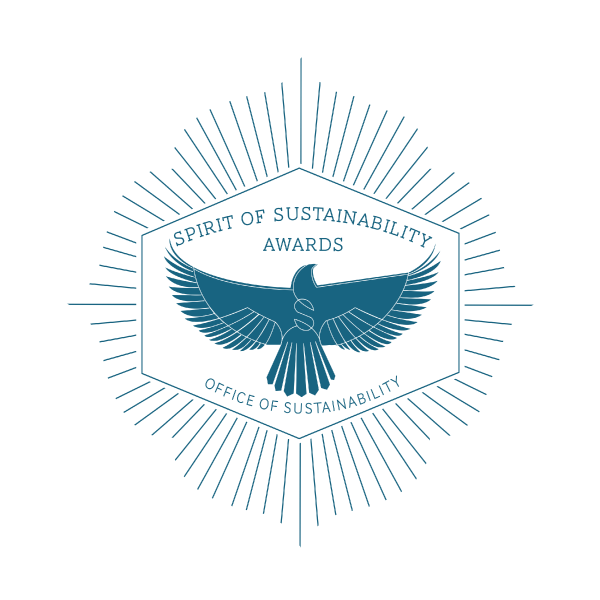 SPIRIT OF SUSTAINABILITY
AWARDS
OFFICE OF SUSTAINABILITY